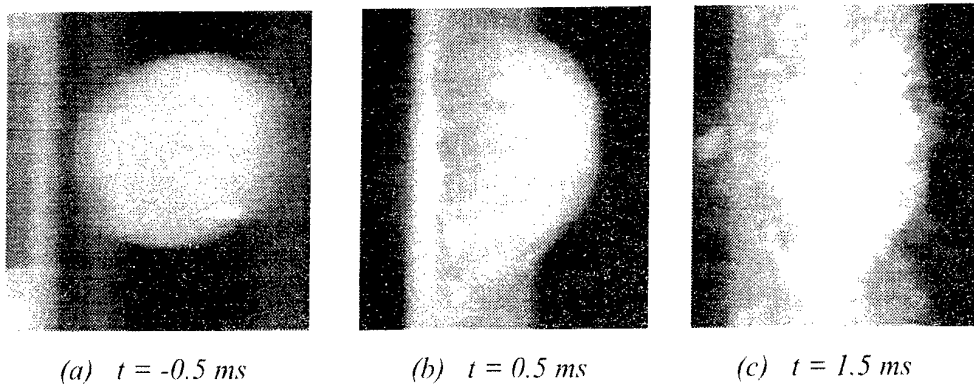 (a) t = -0.5 ms (b) t = 0.5 ms (c) t = 1.5 ms